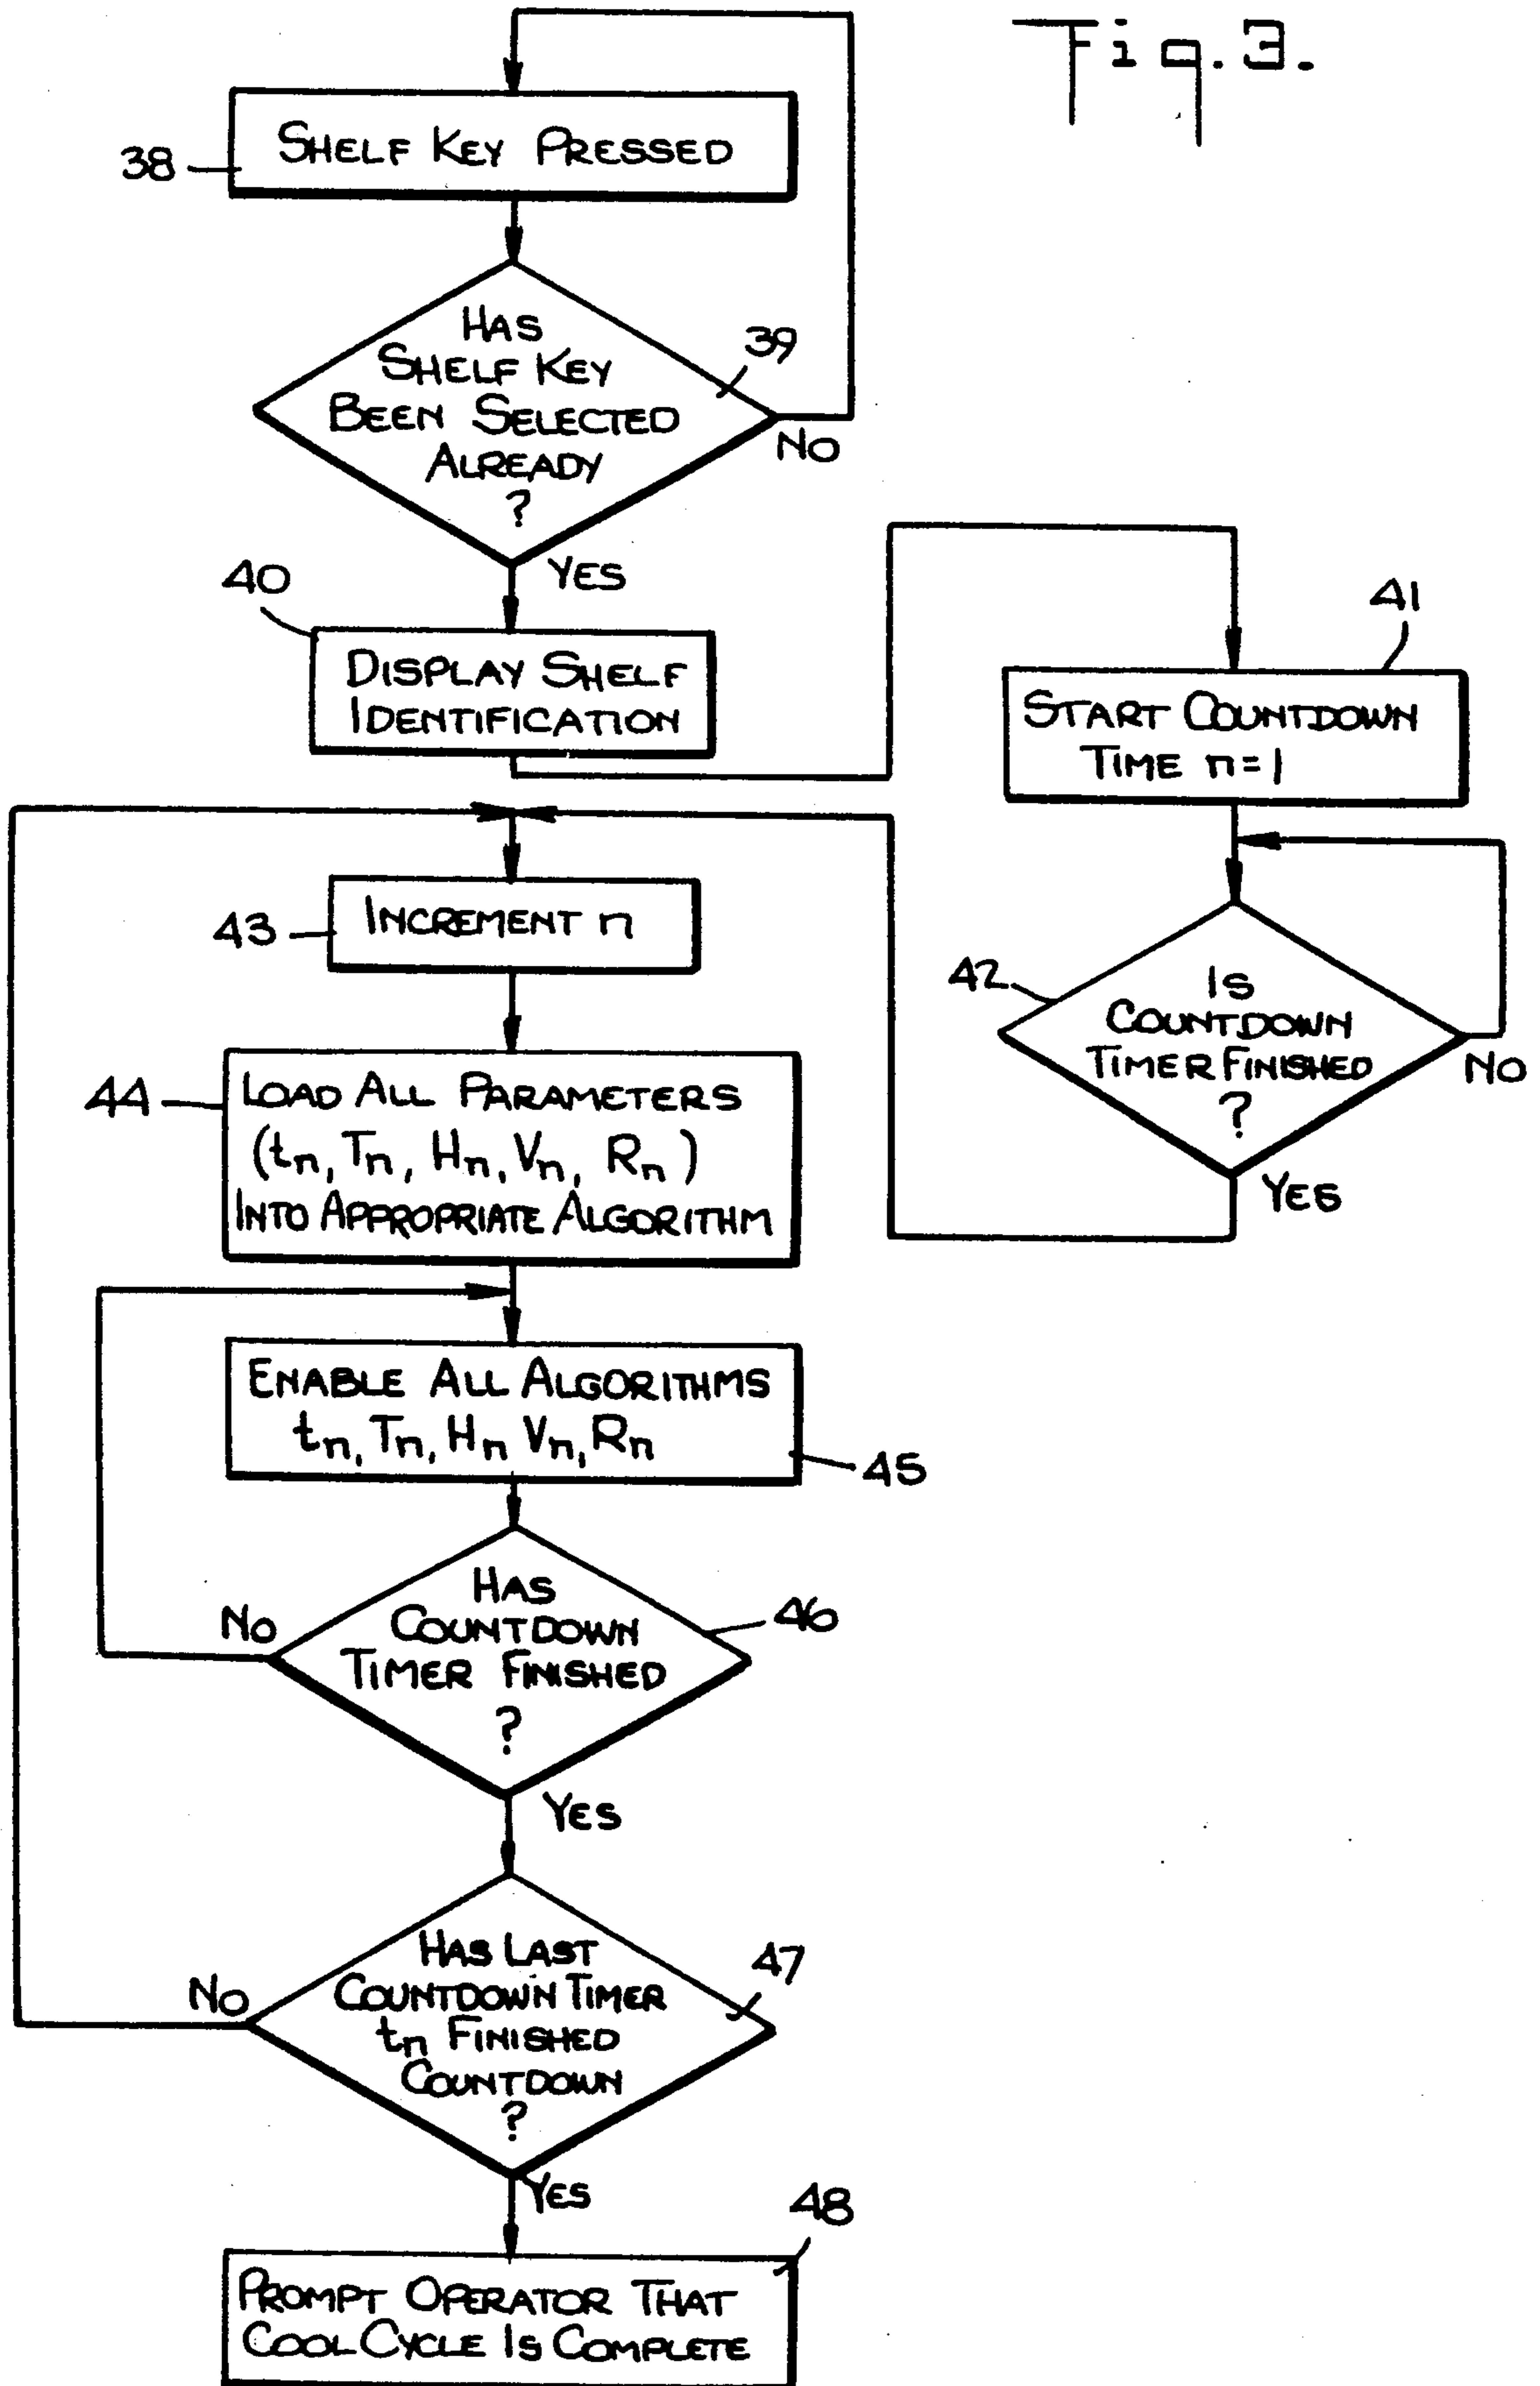 Fig. 3.
SHELF KEY PRESSED
38
HAS
SHELF KEY
BEEN SELECTED
ALREADY
?
39
NO
YES
40
DISPLAY SHELF
IDENTIFICATION
41
START COUNTDOWN
TIME n=1
42
IS
COUNTDOWN
TIMER FINISHED
?
NO
YES
43
INCREMENT n
44
LOAD ALL PARAMETERS
(tn, Tn, Hn, Vn, Rn)
INTO APPROPRIATE ALGORITHM
ENABLE ALL ALGORITHMS
tn, Tn, Hn Vn, Rn
45
HAS
COUNTDOWN
TIMER FINISHED
?
46
NO
YES
HAS LAST
COUNTDOWN TIMER
tn FINISHED
COUNTDOWN
?
47
NO
YES
48
PROMPT OPERATOR THAT
COOL CYCLE IS COMPLETE